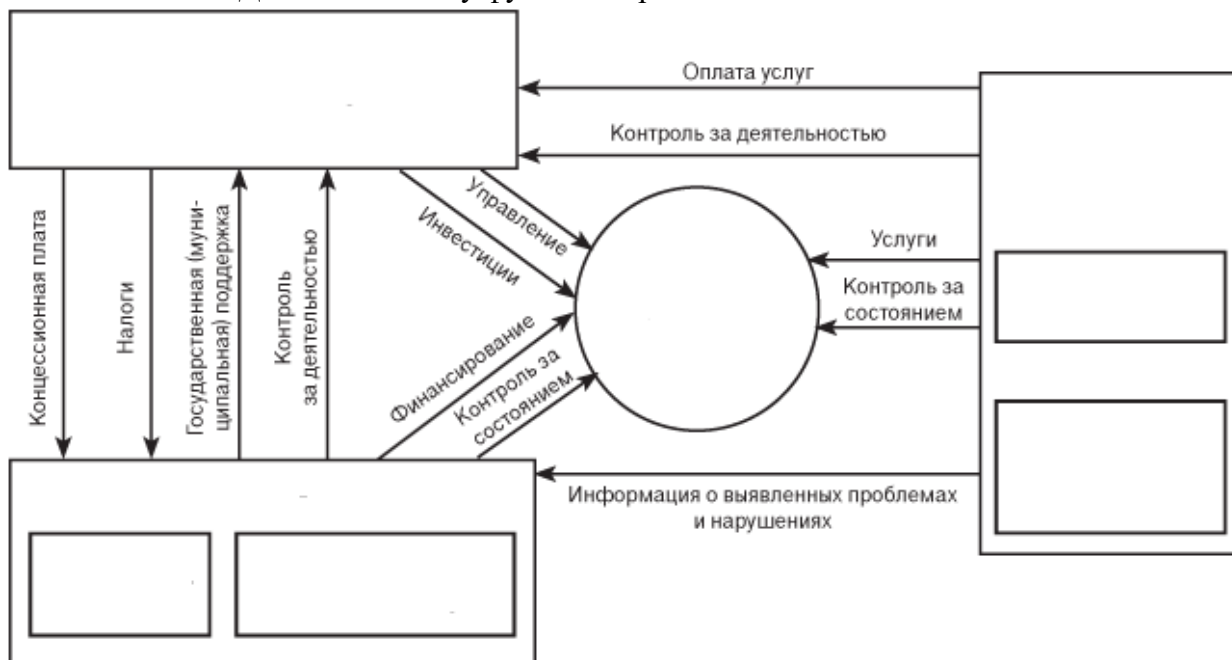 Оплата услуг
Контроль за деятельностью
Управление
Инвестиции
Услуги
Контроль за
состоянием
Концессионная плата
Налоги
Государственная (муни-
ципальная) поддержка
Контроль
за деятельностью
Финансирование
Контроль за
состоянием
Информация о выявленных проблемах
и нарушениях